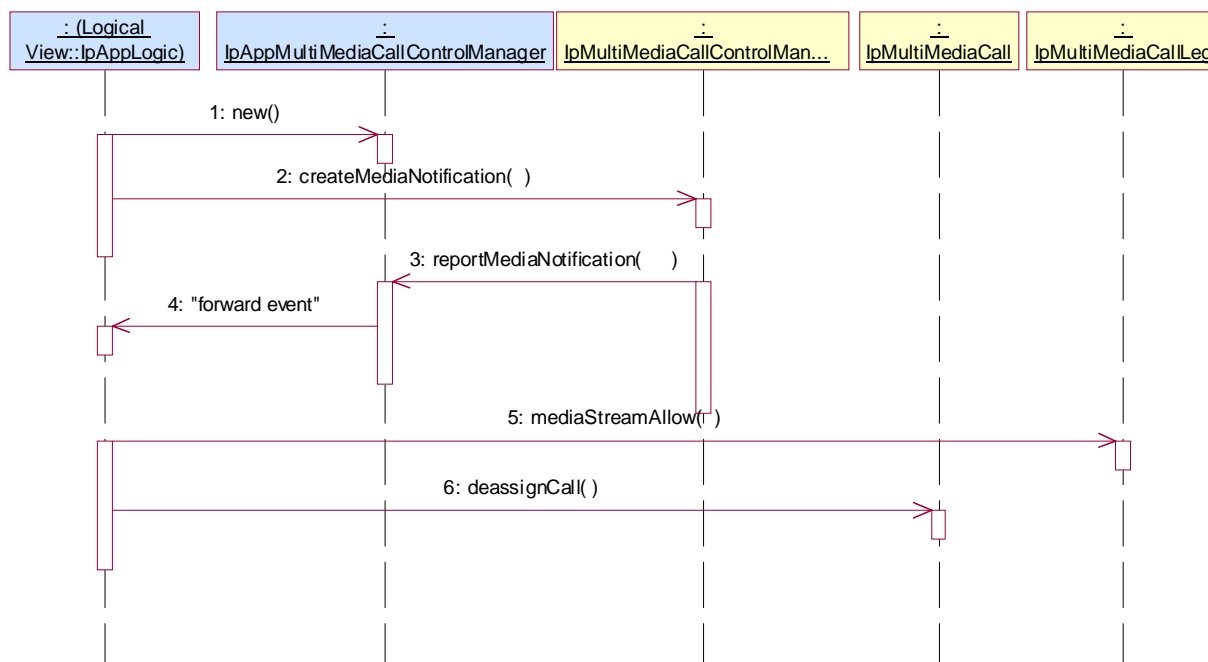 : (Logical
View::IpAppLogic)
:
IpAppMultiMediaCallControlManager
:
IpMultiMediaCallControlMan...
:
IpMultiMediaCall
:
IpMultiMediaCallLeg
1: new()
2: createMediaNotification( )
3: reportMediaNotification( )
4: "forward event"
5: mediaStreamAllow( )
6: deassignCall( )